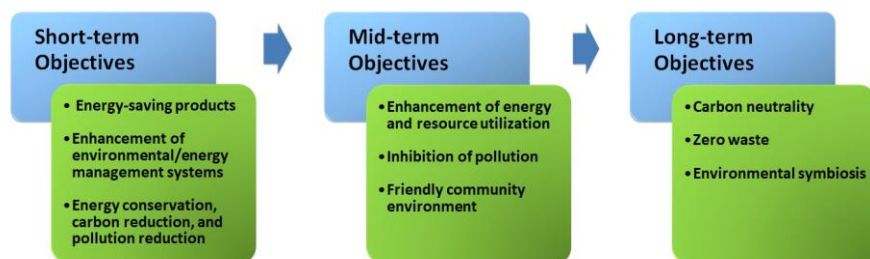 Short-term
Objectives
• Energy-saving products
• Enhancement of
environmental/energy
management systems
• Energy conservation,
carbon reduction, and
pollution reduction
Mid-term
Objectives
• Enhancement of energy
and resource utilization
• Inhibition of pollution
• Friendly community
environment
Long-term
Objectives
• Carbon neutrality
• Zero waste
• Environmental symbiosis